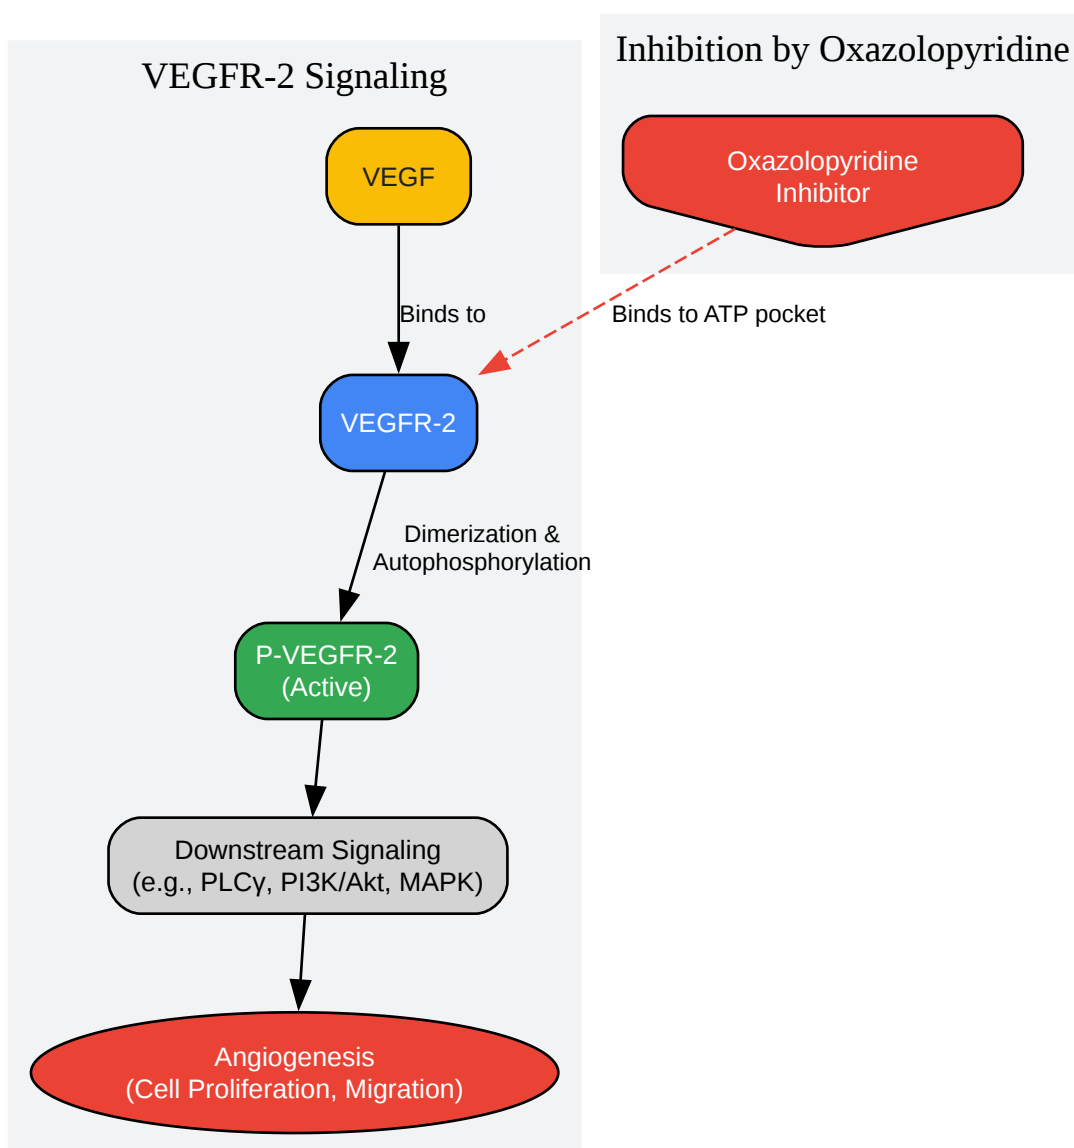 VEGFR-2 Signaling
Inhibition by Oxazolopyridine
VEGF
Oxazolopyridine
Inhibitor
Binds to
Binds to ATP pocket
VEGFR-2
Dimerization &
Autophosphorylation
P-VEGFR-2
(Active)
Downstream Signaling
(e.g., PLCγ, PI3K/Akt, MAPK)
Angiogenesis
(Cell Proliferation, Migration)